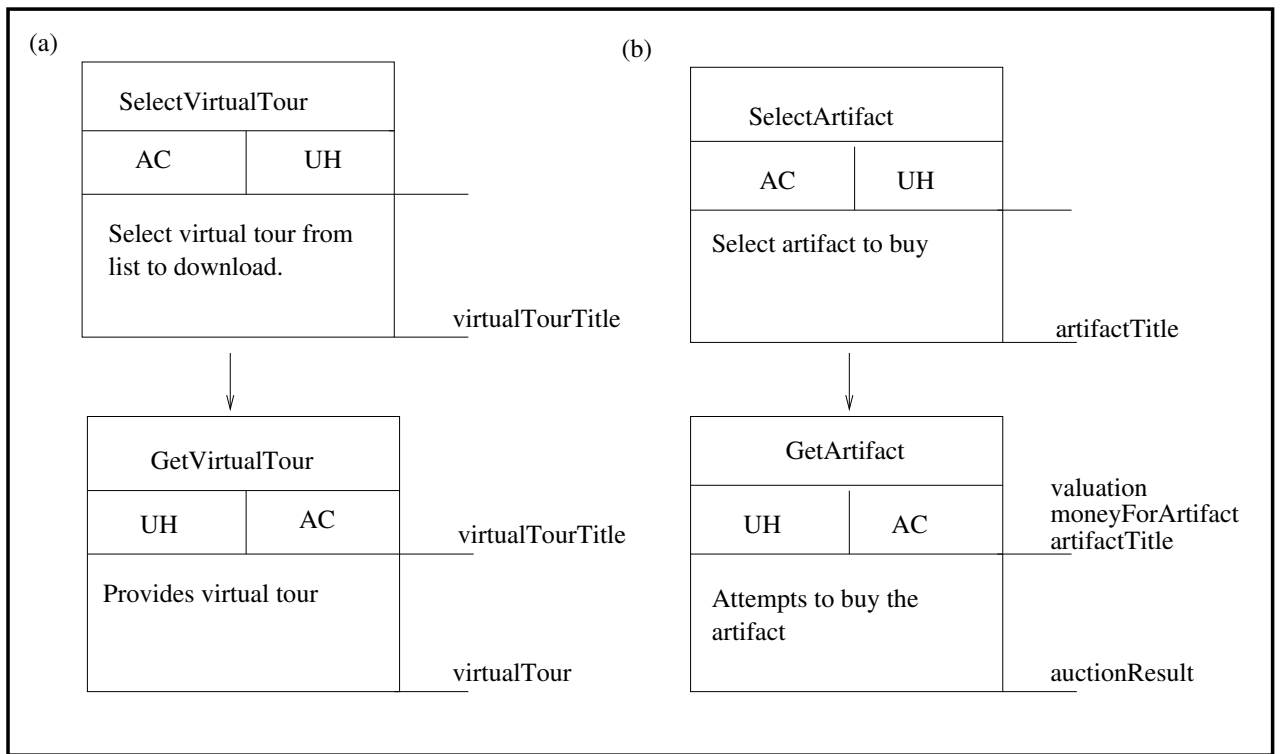 (a)
SelectVirtualTour
AC
UH
Select virtual tour from
list to download.
virtualTourTitle
GetVirtualTour
UH
AC
virtualTourTitle
Provides virtual tour
virtualTour
(b)
SelectArtifact
AC
UH
Select artifact to buy
artifactTitle
GetArtifact
UH
AC
valuation
moneyForArtifact
artifactTitle
Attempts to buy the
artifact
auctionResult